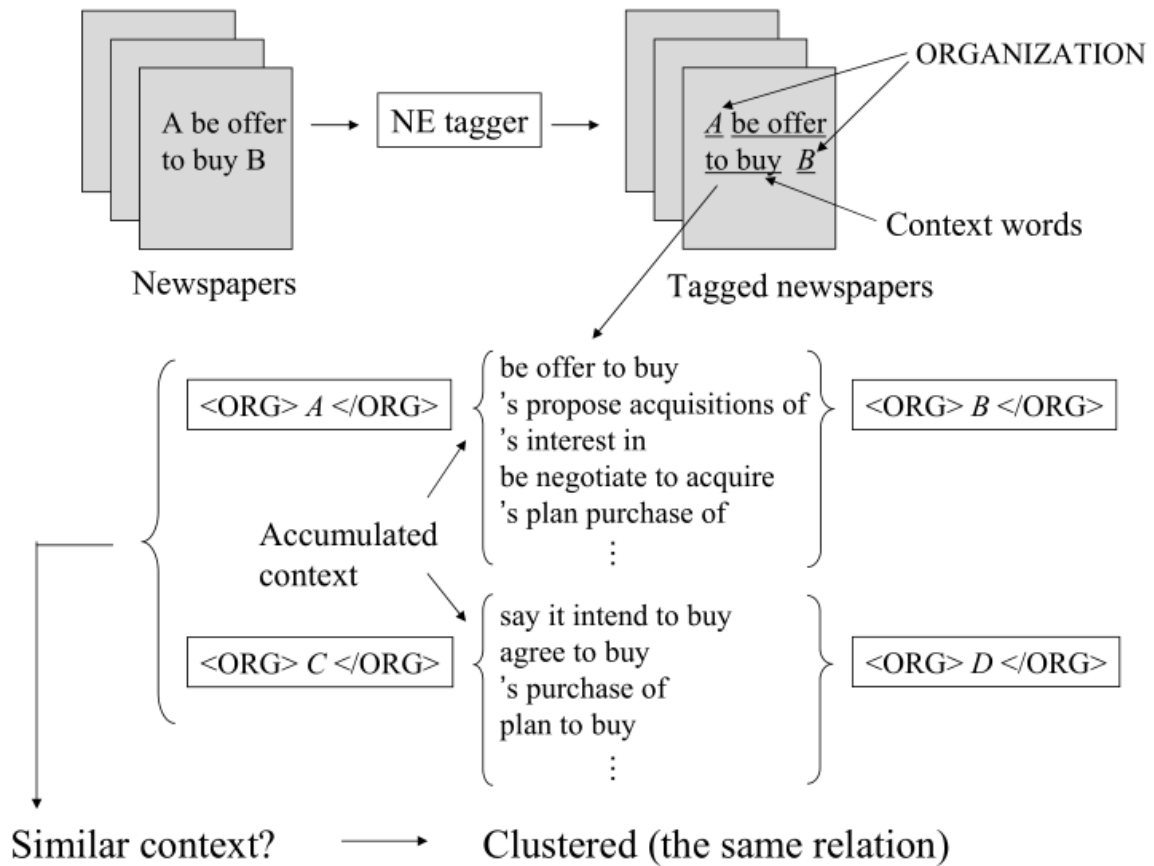 A be offer
to buy B
Newspapers
NE tagger
A be offer
to buy B
Tagged newspapers
ORGANIZATION
Context words
<ORG> A </ORG>
be offer to buy
’s propose acquisitions of
’s interest in
be negotiate to acquire
’s plan purchase of
⋮
<ORG> B </ORG>
Accumulated
context
<ORG> C </ORG>
say it intend to buy
agree to buy
’s purchase of
plan to buy
⋮
<ORG> D </ORG>
Similar context?
Clustered (the same relation)